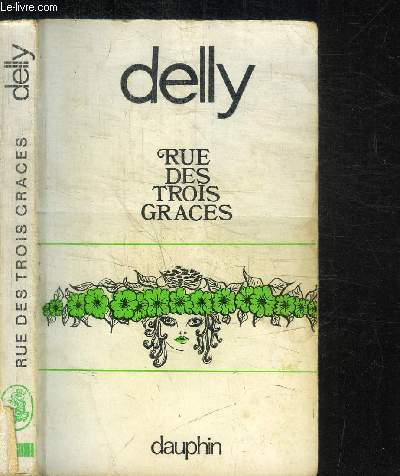 Le-livre.com
delly
RUE DES TROIS GRACES
delly
RUE
DES
TROIS
GRACES
dauphin